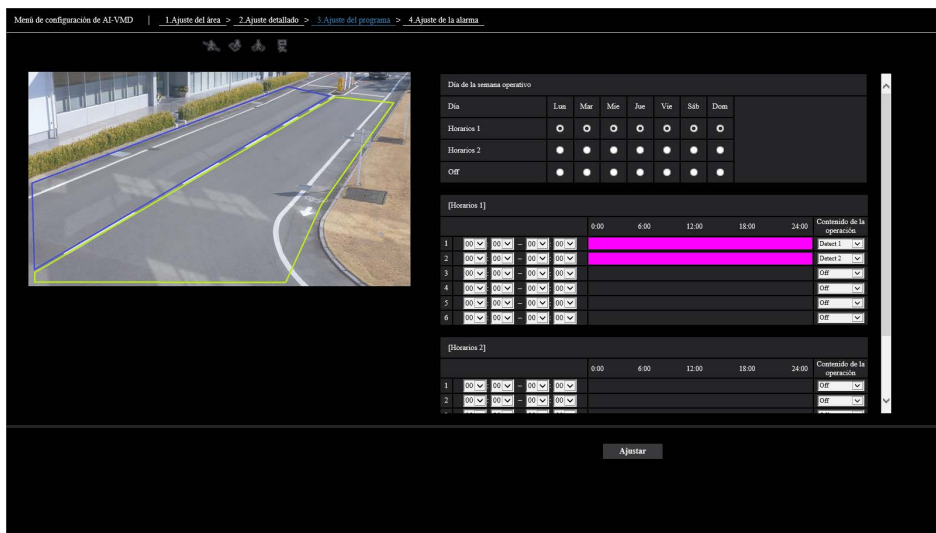 Menú de configuración de AI-VMD | 1.Ajuste del área > 2.Ajuste detallado > 3.Ajuste del programa > 4.Ajuste de la alarma
Día de la semana operativo
Día Lun Mar Mie Jue Vie Sáb Dom
Horarios 1
Horarios 2
Off
[Horarios 1]
0:00 6:00 12:00 18:00 24:00 Contenido de la operación
1 00 : 00 – 00 : 00 Detect 1
2 00 : 00 – 00 : 00 Detect 2
3 00 : 00 – 00 : 00 Off
4 00 : 00 – 00 : 00 Off
5 00 : 00 – 00 : 00 Off
6 00 : 00 – 00 : 00 Off
[Horarios 2]
0:00 6:00 12:00 18:00 24:00 Contenido de la operación
1 00 : 00 – 00 : 00 Off
2 00 : 00 – 00 : 00 Off
Ajustar